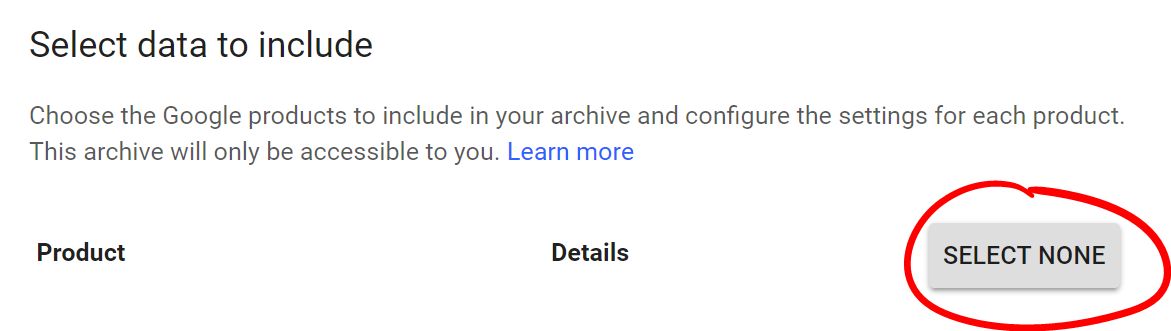 Select data to include
Choose the Google products to include in your archive and configure the settings for each product.
This archive will only be accessible to you. Learn more
Product Details SELECT NONE